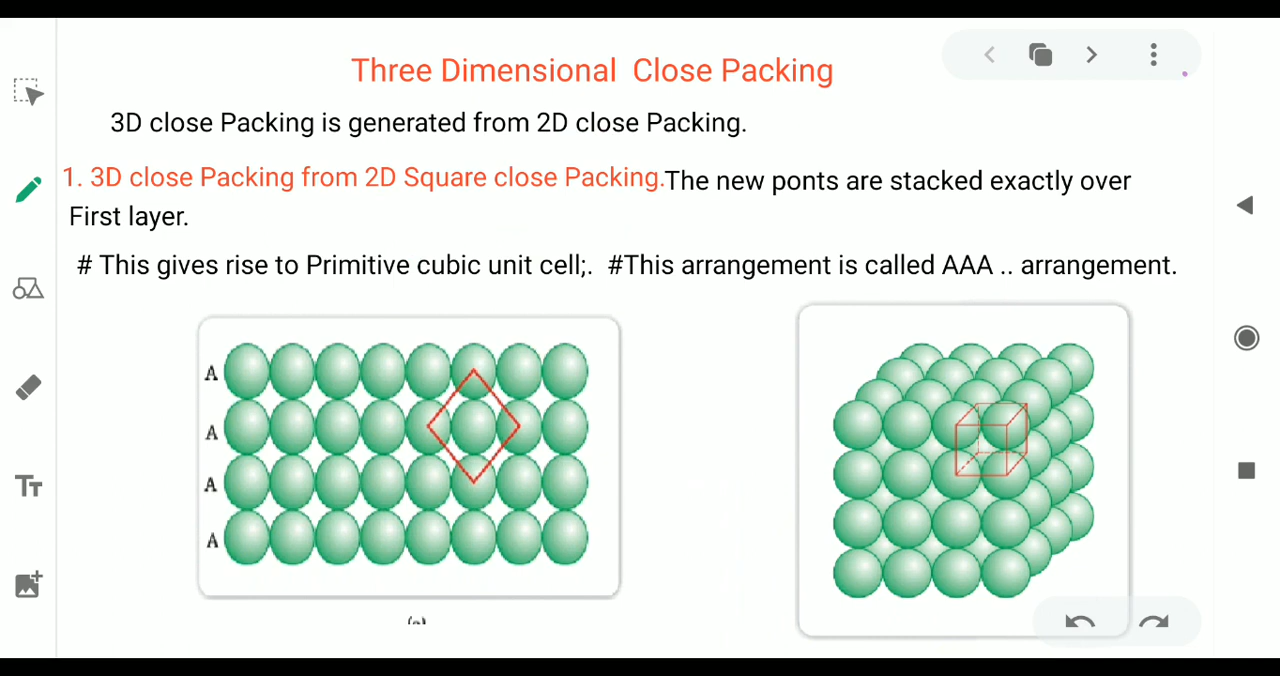 Three Dimensional Close Packing
3D close Packing is generated from 2D close Packing.
1. 3D close Packing from 2D Square close Packing.The new ponts are stacked exactly over
First layer.
# This gives rise to Primitive cubic unit cell;. #This arrangement is called AAA .. arrangement.
A
A
A
A
TT